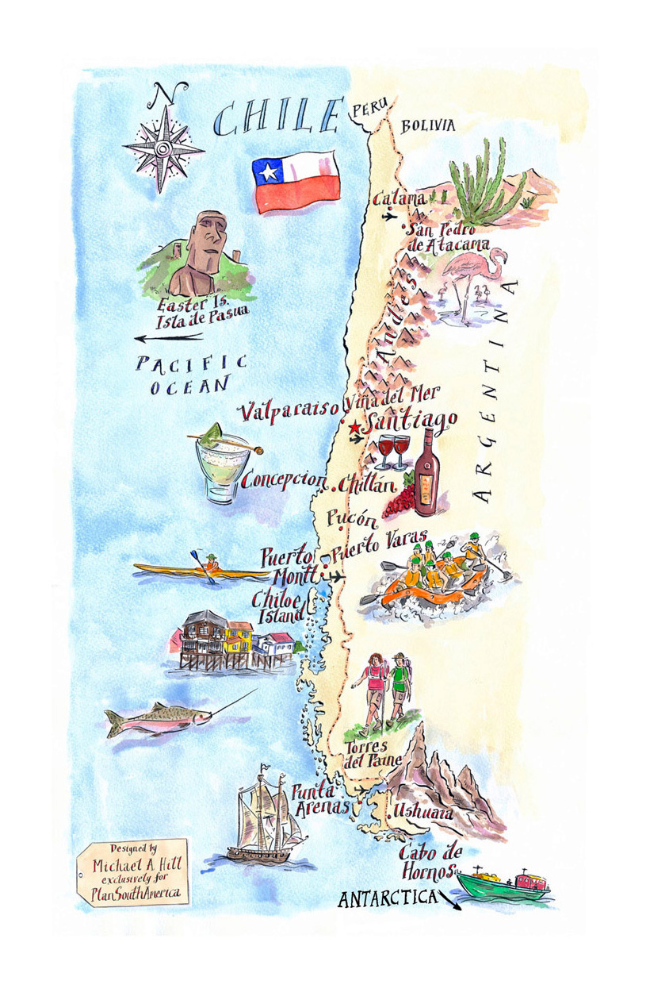 N
CHILE
PERU
BOLIVIA
Calama
San Pedro
de Atacama
Easter Is.
Isla de Pasua
Andes
ARGENTINA
PACIFIC
OCEAN
Valparaiso
Viña del Mer
Santiago
Concepcion
Chillán
Pucón
Puerto Varas
Puerto
Montt
Chiloe
Island
Torres
del Paine
Punta
Arenas
Ushuaia
Cabo de
Hornos
ANTARCTICA
Designed by
Michael A Hill
exclusively for
PlanSouthAmerica